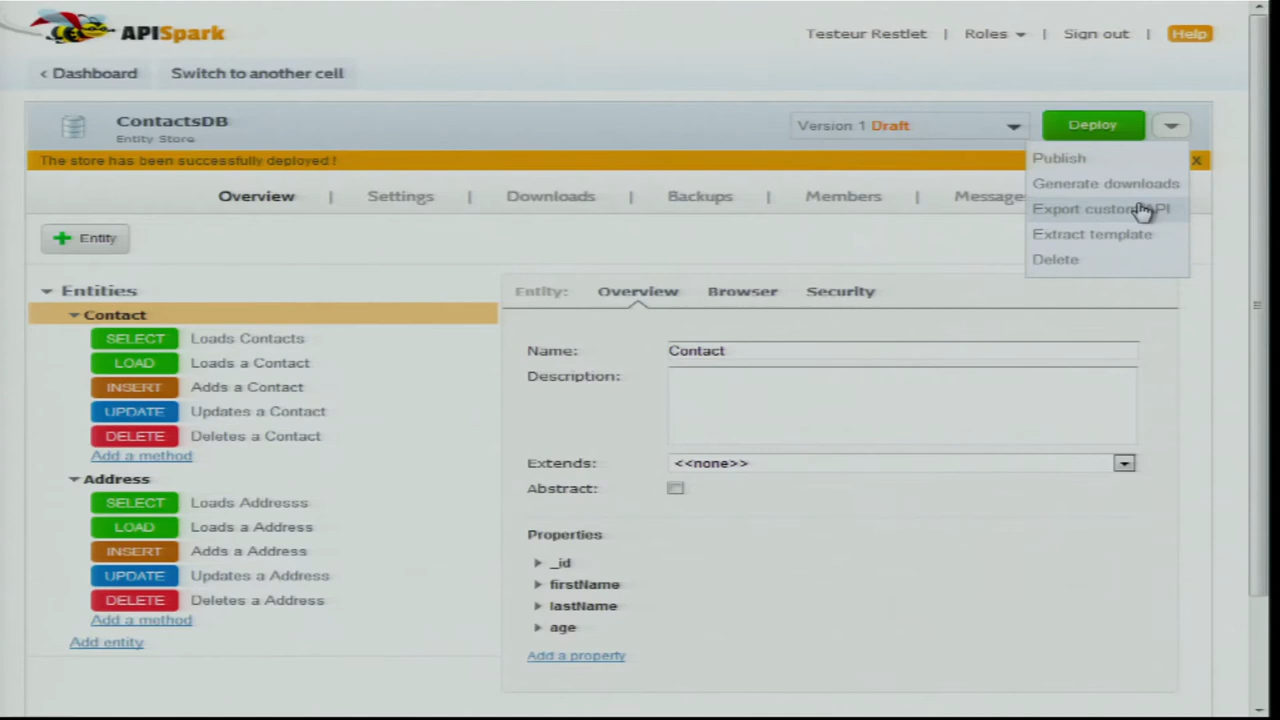 APISpark
Testeur Restlet | Roles | Sign out | Help
‹ Dashboard Switch to another cell
ContactsDB
Entity Store
Version 1 Draft
Deploy
The store has been successfully deployed !
x
Publish
Generate downloads
Export custom API
Extract template
Delete
Overview | Settings | Downloads | Backups | Members | Messages
+ Entity
Entities
Contact
SELECT Loads Contacts
LOAD Loads a Contact
INSERT Adds a Contact
UPDATE Updates a Contact
DELETE Deletes a Contact
Add a method
Address
SELECT Loads Addresss
LOAD Loads a Address
INSERT Adds a Address
UPDATE Updates a Address
DELETE Deletes a Address
Add a method
Add entity
Entity: Overview Browser Security
Name: Contact
Description:
Extends: <<none>>
Abstract:
Properties
_id
firstName
lastName
age
Add a property